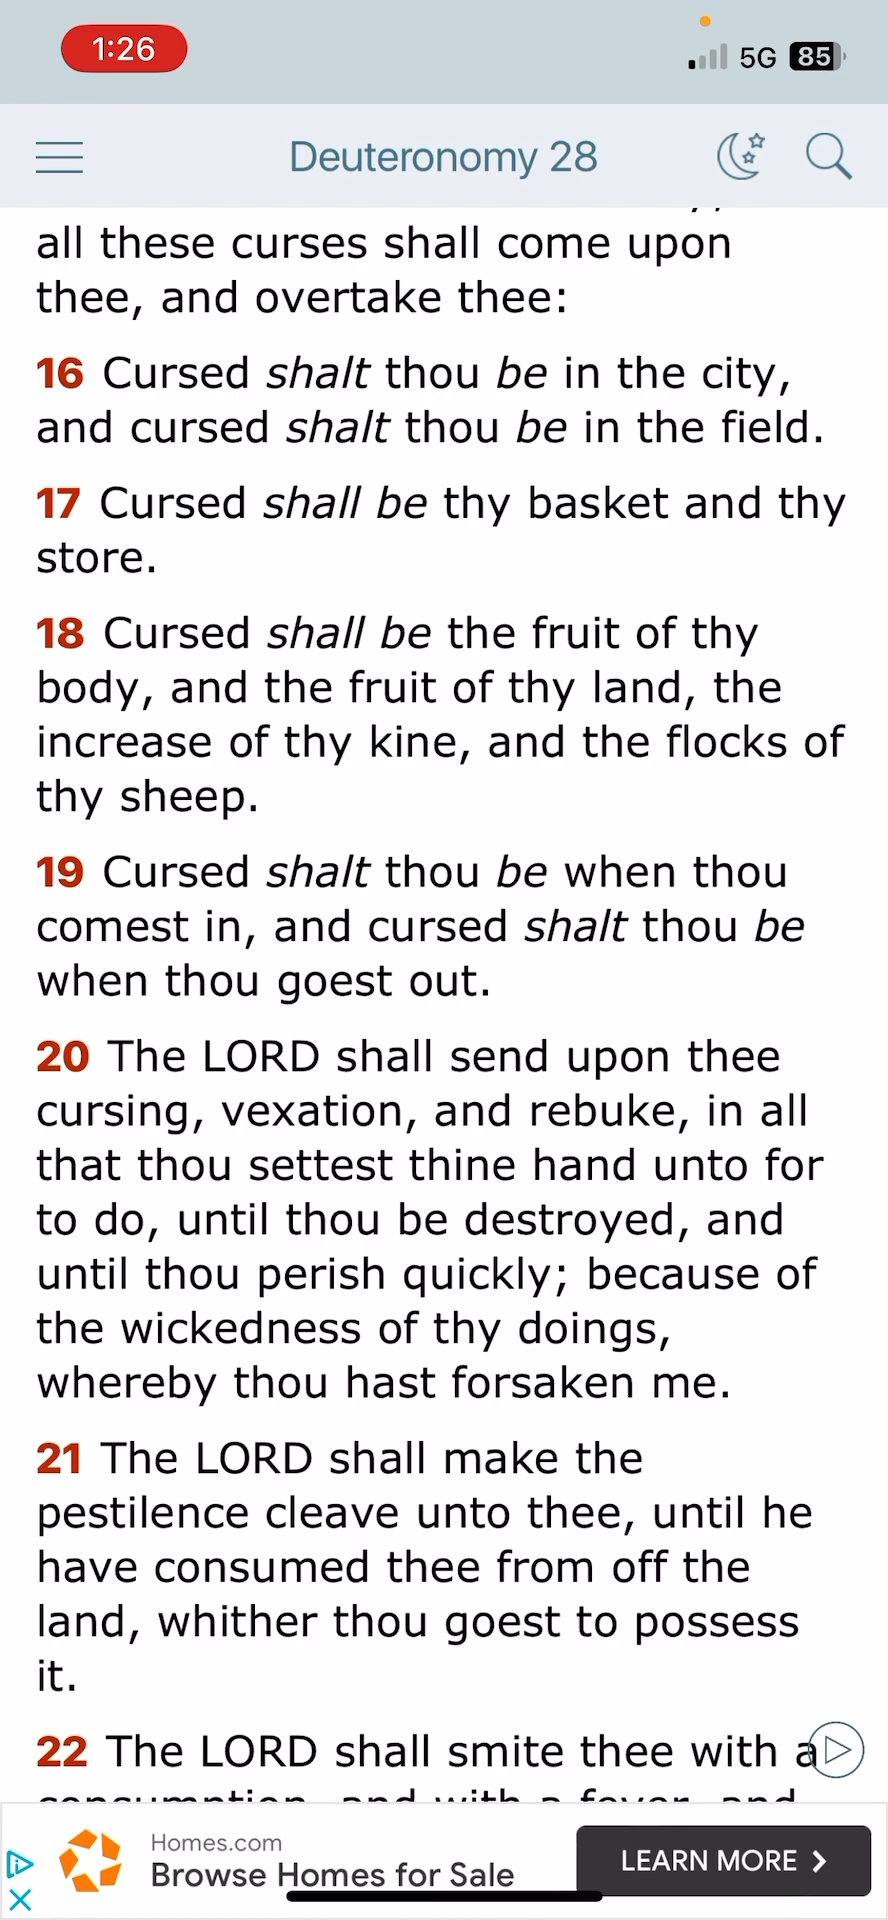 1:26
5G 85
Deuteronomy 28
all these curses shall come upon
thee, and overtake thee:
16 Cursed shalt thou be in the city,
and cursed shalt thou be in the field.
17 Cursed shall be thy basket and thy
store.
18 Cursed shall be the fruit of thy
body, and the fruit of thy land, the
increase of thy kine, and the flocks of
thy sheep.
19 Cursed shalt thou be when thou
comest in, and cursed shalt thou be
when thou goest out.
20 The LORD shall send upon thee
cursing, vexation, and rebuke, in all
that thou settest thine hand unto for
to do, until thou be destroyed, and
until thou perish quickly; because of
the wickedness of thy doings,
whereby thou hast forsaken me.
21 The LORD shall make the
pestilence cleave unto thee, until he
have consumed thee from off the
land, whither thou goest to possess
it.
22 The LORD shall smite thee with a
consumption, and with a fever, and
Homes.com
Browse Homes for Sale
LEARN MORE